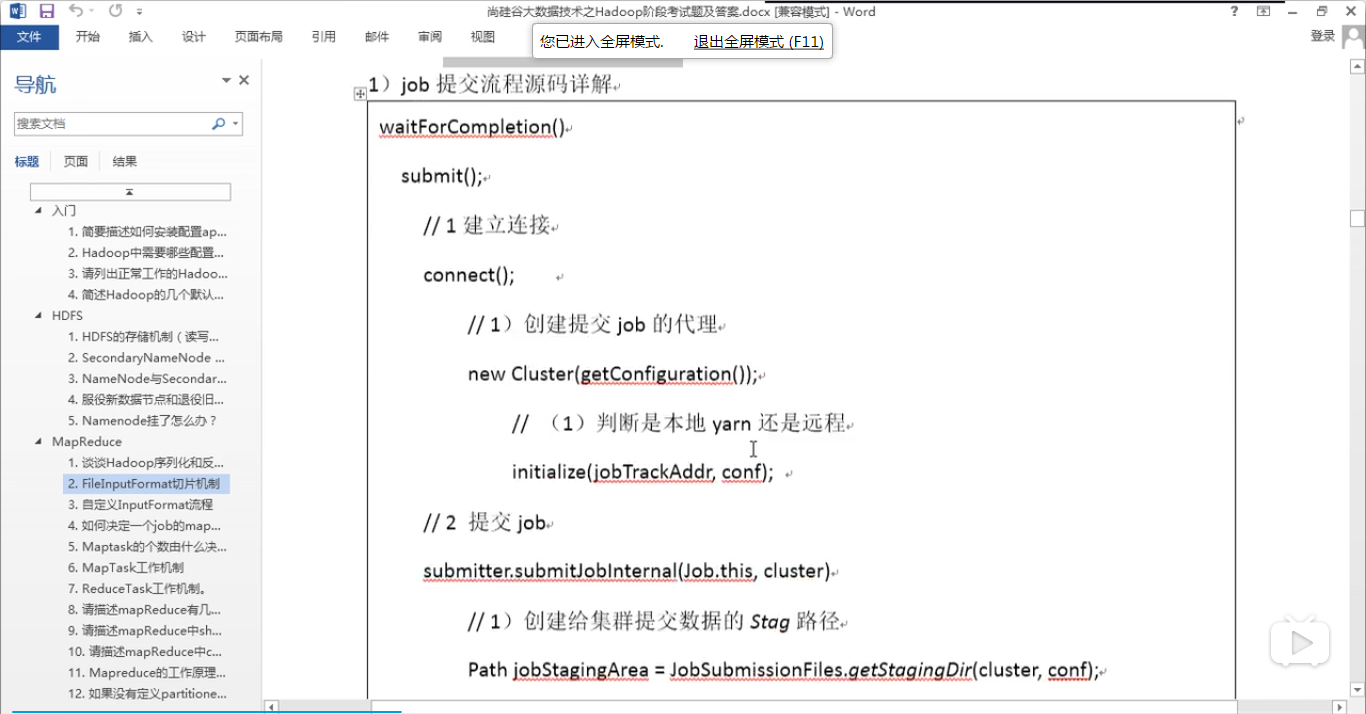 尚硅谷大数据技术之Hadoop阶段考试题及答案.docx [兼容模式] - Word
文件 开始 插入 设计 页面布局 引用 邮件 审阅 视图 登录
您已进入全屏模式. 退出全屏模式 (F11)
导航
搜索文档
标题 页面 结果
入门
1. 简要描述如何安装配置ap...
2. Hadoop中需要哪些配置...
3. 请列出正常工作的Hadoo...
4. 简述Hadoop的几个默认...
HDFS
1. HDFS的存储机制（读写...
2. SecondaryNameNode ...
3. NameNode与Secondar...
4. 服役新数据节点和退役旧...
5. Namenode挂了怎么办？
MapReduce
1. 谈谈Hadoop序列化和反...
2. FileInputFormat切片机制
3. 自定义InputFormat流程
4. 如何决定一个job的map...
5. Maptask的个数由什么决...
6. MapTask工作机制
7. ReduceTask工作机制。
8. 请描述mapReduce有几...
9. 请描述mapReduce中sh...
10. 请描述mapReduce中c...
11. Mapreduce的工作原理...
12. 如果没有定义partitione...
1）job 提交流程源码详解
waitForCompletion()
submit();
// 1 建立连接
connect();
// 1）创建提交 job 的代理
new Cluster(getConfiguration());
// （1）判断是本地 yarn 还是远程
initialize(jobTrackAddr, conf);
// 2 提交 job
submitter.submitJobInternal(Job.this, cluster)
// 1）创建给集群提交数据的 Stag 路径
Path jobStagingArea = JobSubmissionFiles.getStagingDir(cluster, conf);